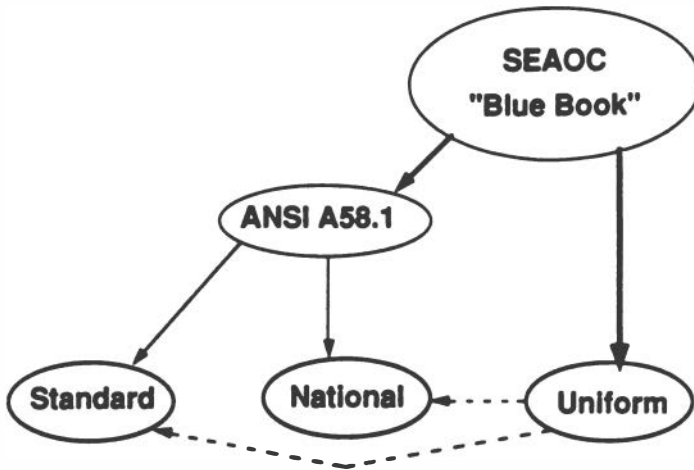 SEAOC
"Blue Book"
ANSI A58.1
Standard
National
Uniform